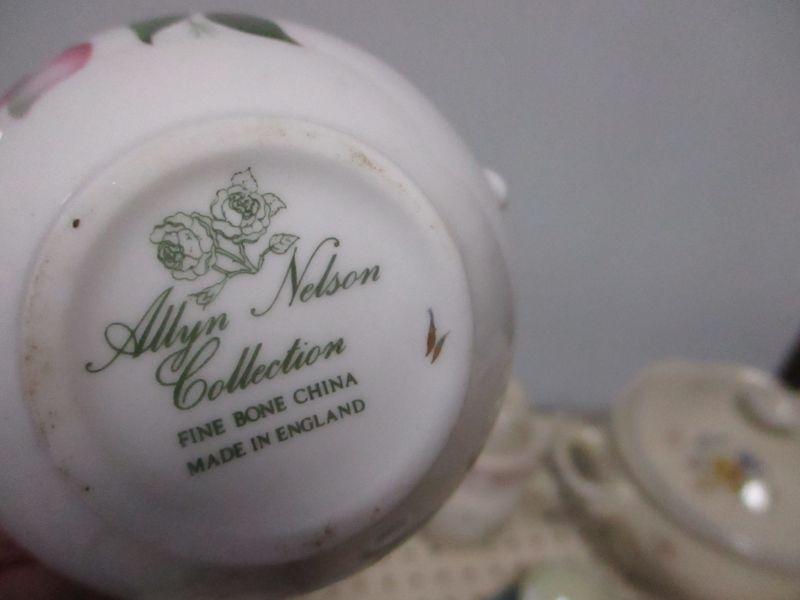 Allyn Nelson
Collection
FINE BONE CHINA
MADE IN ENGLAND